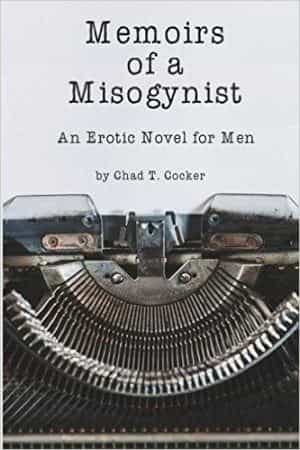 Memoirs
of a
Misogynist
An Erotic Novel for Men
by Chad T. Cocker